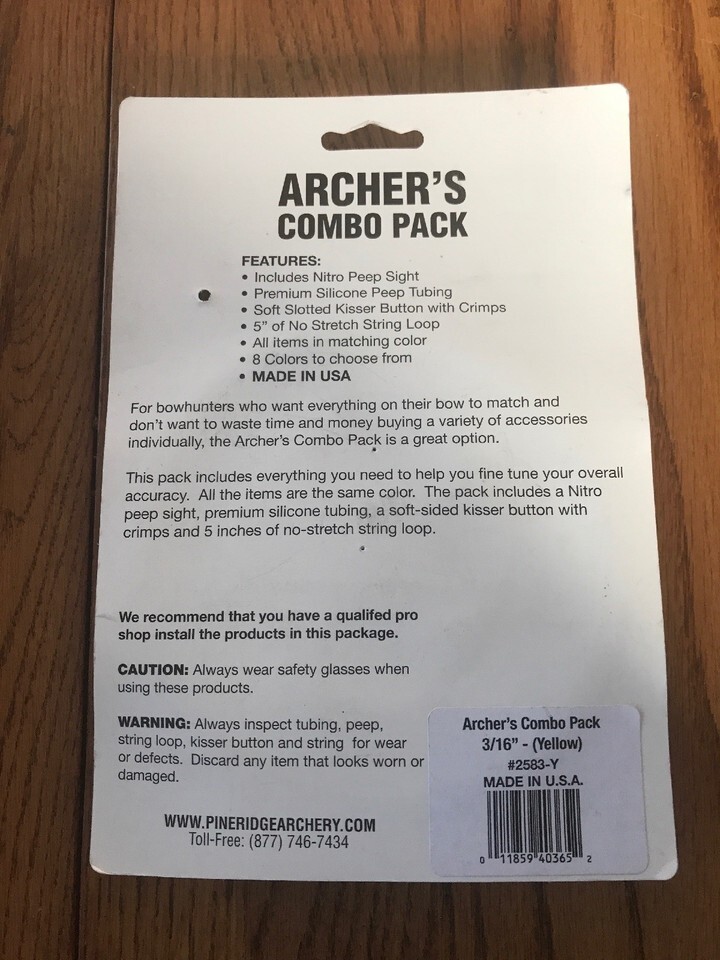 ARCHER'S
COMBO PACK
FEATURES:
• Includes Nitro Peep Sight
• Premium Silicone Peep Tubing
• Soft Slotted Kisser Button with Crimps
• 5" of No Stretch String Loop
• All items in matching color
• 8 Colors to choose from
• MADE IN USA
For bowhunters who want everything on their bow to match and
don't want to waste time and money buying a variety of accessories
individually, the Archer's Combo Pack is a great option.
This pack includes everything you need to help you fine tune your overall
accuracy. All the items are the same color. The pack includes a Nitro
peep sight, premium silicone tubing, a soft-sided kisser button with
crimps and 5 inches of no-stretch string loop.
We recommend that you have a qualifed pro
shop install the products in this package.
CAUTION: Always wear safety glasses when
using these products.
WARNING: Always inspect tubing, peep,
string loop, kisser button and string for wear
or defects. Discard any item that looks worn or
damaged.
WWW.PINERIDGEARCHERY.COM
Toll-Free: (877) 746-7434
Archer's Combo Pack
3/16" - (Yellow)
#2583-Y
MADE IN U.S.A.
0 11859 40365 2